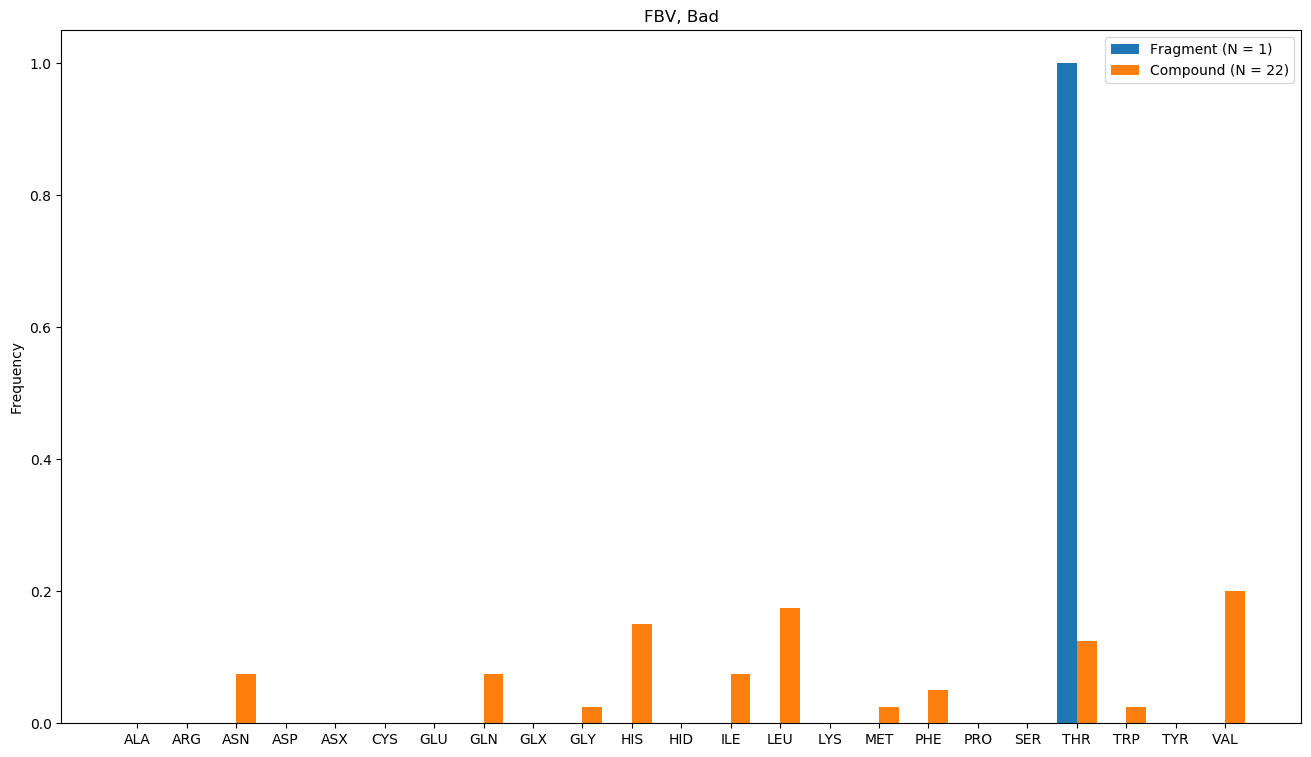 FBV, Bad
Fragment (N = 1)
Compound (N = 22)
Frequency
1.0
0.8
0.6
0.4
0.2
0.0
ALA ARG ASN ASP ASX CYS GLU GLN GLX GLY HIS HID ILE LEU LYS MET PHE PRO SER THR TRP TYR VAL